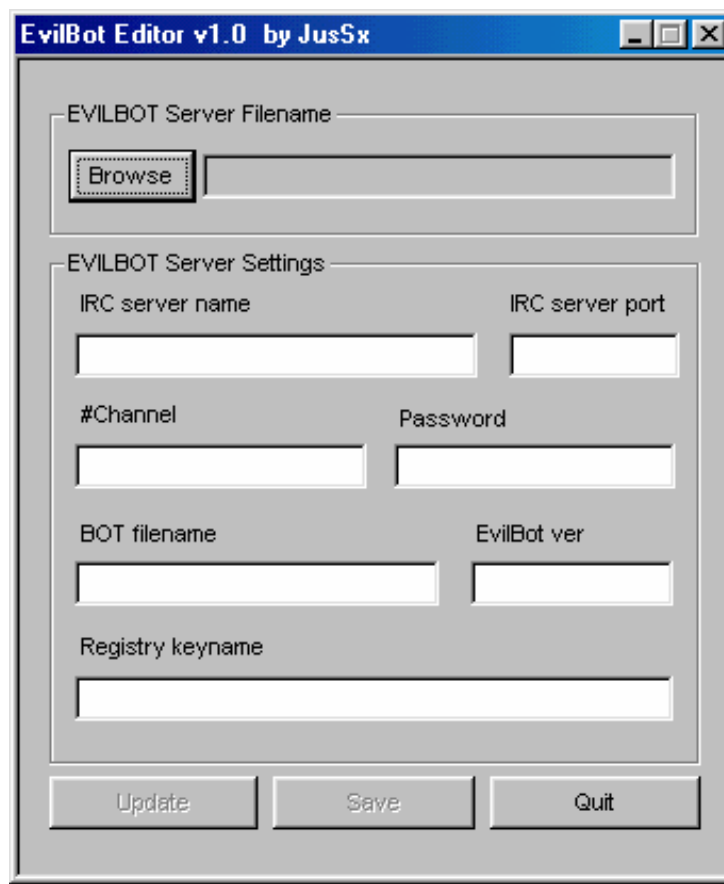 EvilBot Editor v1.0 by JusSx
EVILBOT Server Filename
Browse
EVILBOT Server Settings
IRC server name IRC server port
#Channel Password
BOT filename EvilBot ver
Registry keyname
Update Save Quit